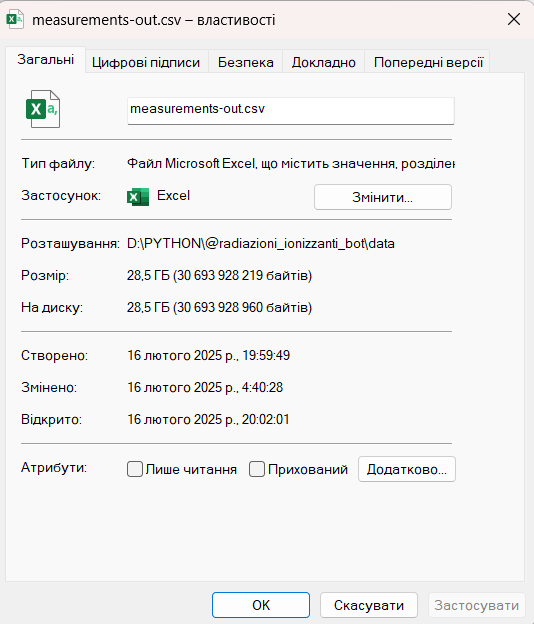 measurements-out.csv – властивості
Загальні
Цифрові підписи
Безпека
Докладно
Попередні версії
measurements-out.csv
Тип файлу: Файл Microsoft Excel, що містить значення, розділен
Застосунок: Excel Змінити...
Розташування: D:\PYTHON\@radiazioni_ionizzanti_bot\data
Розмір: 28,5 ГБ (30 693 928 219 байтів)
На диску: 28,5 ГБ (30 693 928 960 байтів)
Створено: 16 лютого 2025 р., 19:59:49
Змінено: 16 лютого 2025 р., 4:40:28
Відкрито: 16 лютого 2025 р., 20:02:01
Атрибути: Лише читання Прихований Додатково...
OK Скасувати Застосувати